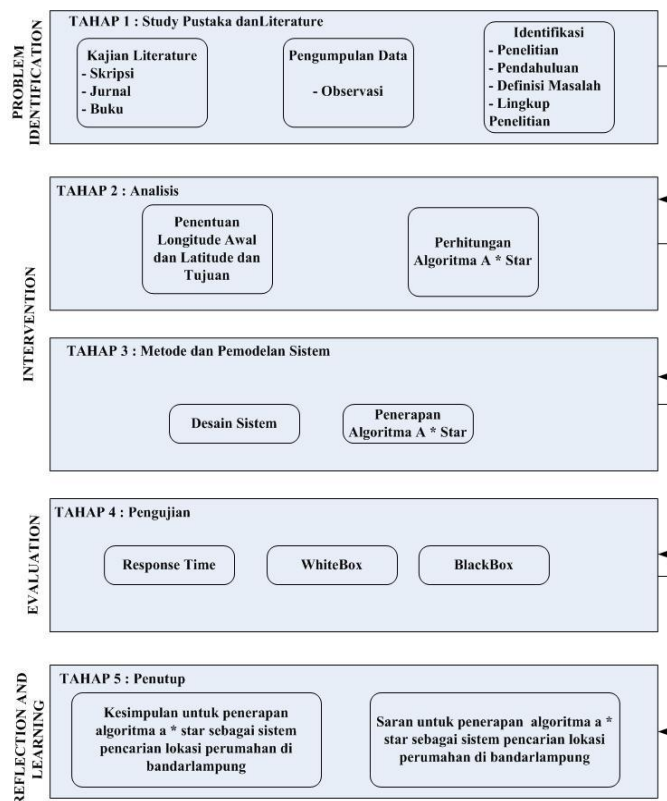 PROBLEM
IDENTIFICATION
TAHAP 1 : Study Pustaka danLiterature
Kajian Literature
- Skripsi
- Jurnal
- Buku
Pengumpulan Data
- Observasi
Identifikasi
- Penelitian
- Pendahuluan
- Definisi Masalah
- Lingkup
Penelitian
INTERVENTION
TAHAP 2 : Analisis
Penentuan
Longitude Awal
dan Latitude dan
Tujuan
Perhitungan
Algoritma A * Star
TAHAP 3 : Metode dan Pemodelan Sistem
Desain Sistem
Penerapan
Algoritma A * Star
EVALUATION
TAHAP 4 : Pengujian
Response Time
WhiteBox
BlackBox
REFLECTION AND
LEARNING
TAHAP 5 : Penutup
Kesimpulan untuk penerapan
algoritma a * star sebagai sistem
pencarian lokasi perumahan di
bandarlampung
Saran untuk penerapan algoritma a *
star sebagai sistem pencarian lokasi
perumahan di bandarlampung